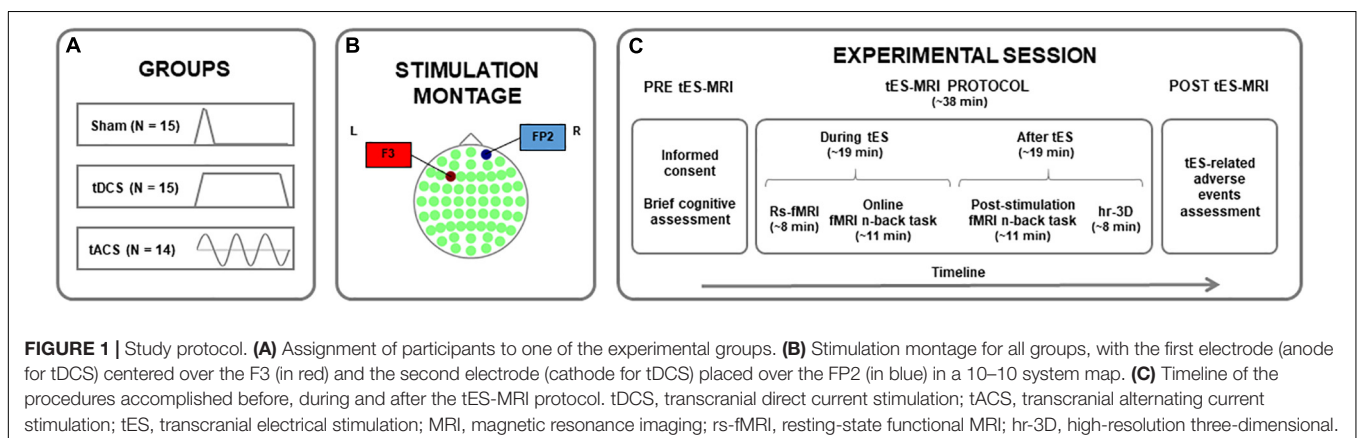 A
GROUPS
Sham (N = 15)
tDCS (N = 15)
tACS (N = 14)
B
STIMULATION
MONTAGE
L
R
F3
FP2
C
EXPERIMENTAL SESSION
PRE tES-MRI
tES-MRI PROTOCOL
(~38 min)
POST tES-MRI
Informed
consent
Brief cognitive
assessment
During tES
(~19 min)
After tES
(~19 min)
Rs-fMRI
(~8 min)
Online
fMRI n-back task
(~11 min)
Post-stimulation
fMRI n-back task
(~11 min)
hr-3D
(~8 min)
tES-related
adverse
events
assessment
Timeline
FIGURE 1 | Study protocol. (A) Assignment of participants to one of the experimental groups. (B) Stimulation montage for all groups, with the first electrode (anode
for tDCS) centered over the F3 (in red) and the second electrode (cathode for tDCS) placed over the FP2 (in blue) in a 10–10 system map. (C) Timeline of the
procedures accomplished before, during and after the tES-MRI protocol. tDCS, transcranial direct current stimulation; tACS, transcranial alternating current
stimulation; tES, transcranial electrical stimulation; MRI, magnetic resonance imaging; rs-fMRI, resting-state functional MRI; hr-3D, high-resolution three-dimensional.